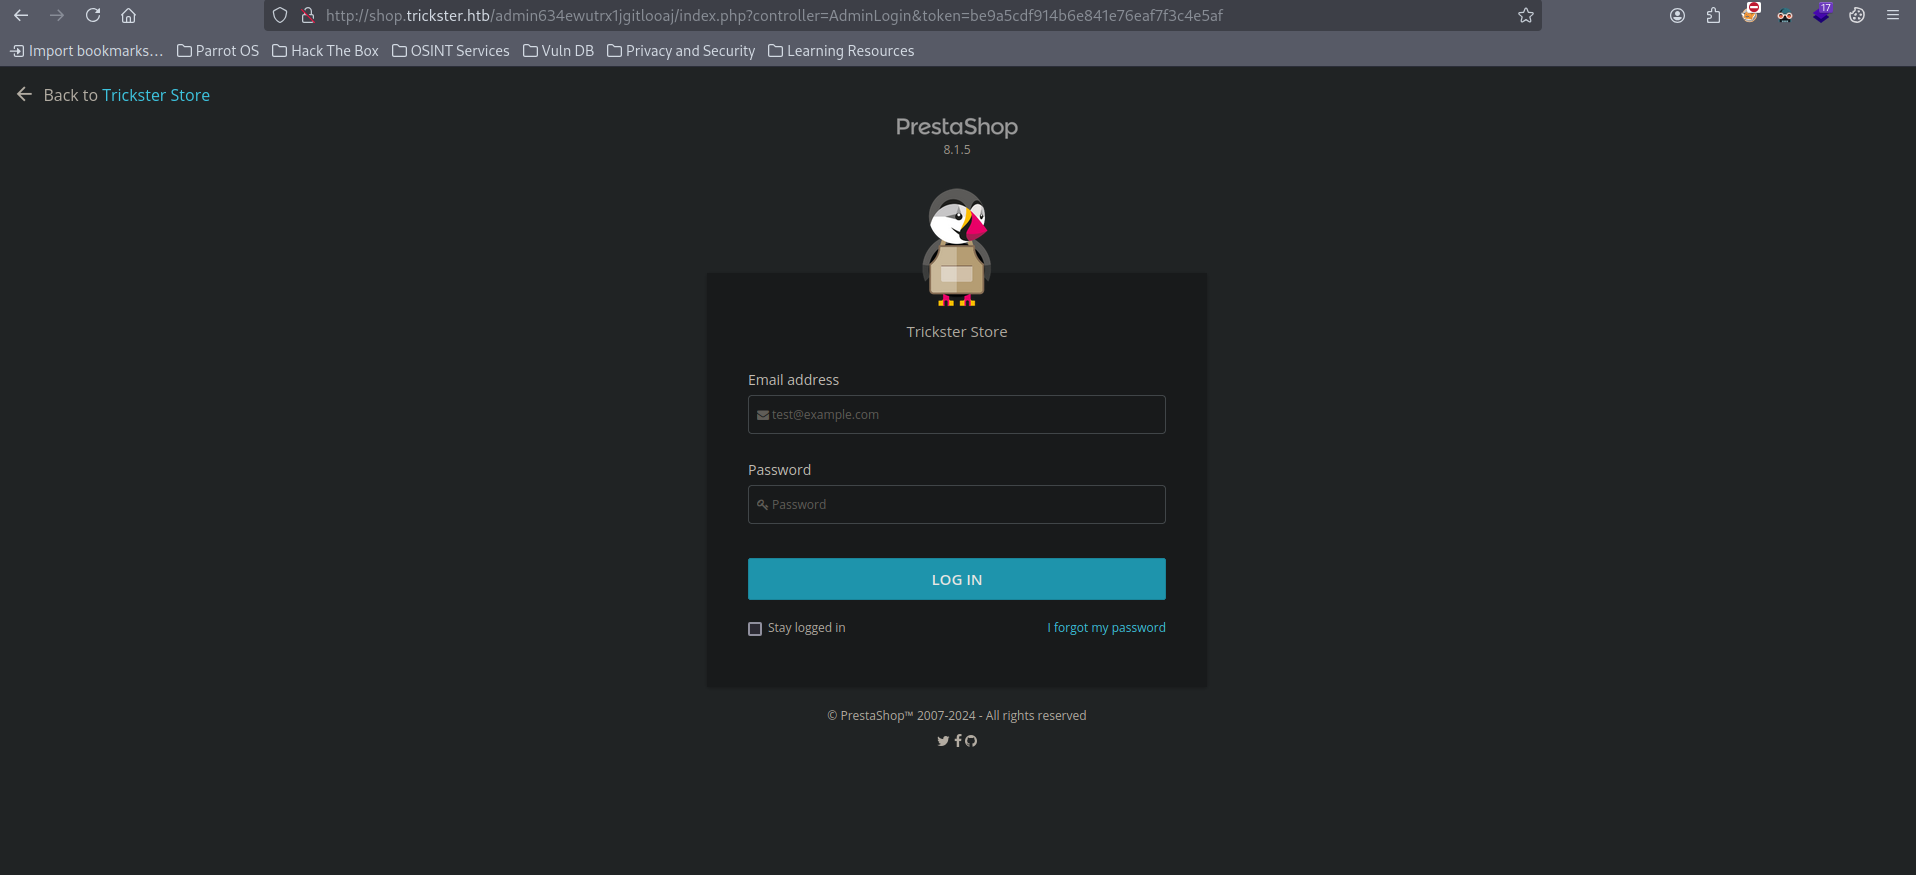 http://shop.trickster.htb/admin634ewutrx1jgitlooaj/index.php?controller=AdminLogin&token=be9a5cdf914b6e841e76eaf7f3c4e5af
17
Import bookmarks... Parrot OS Hack The Box OSINT Services Vuln DB Privacy and Security Learning Resources
Back to Trickster Store
PrestaShop
8.1.5
Trickster Store
Email address
test@example.com
Password
Password
LOG IN
Stay logged in I forgot my password
© PrestaShop™ 2007-2024 - All rights reserved